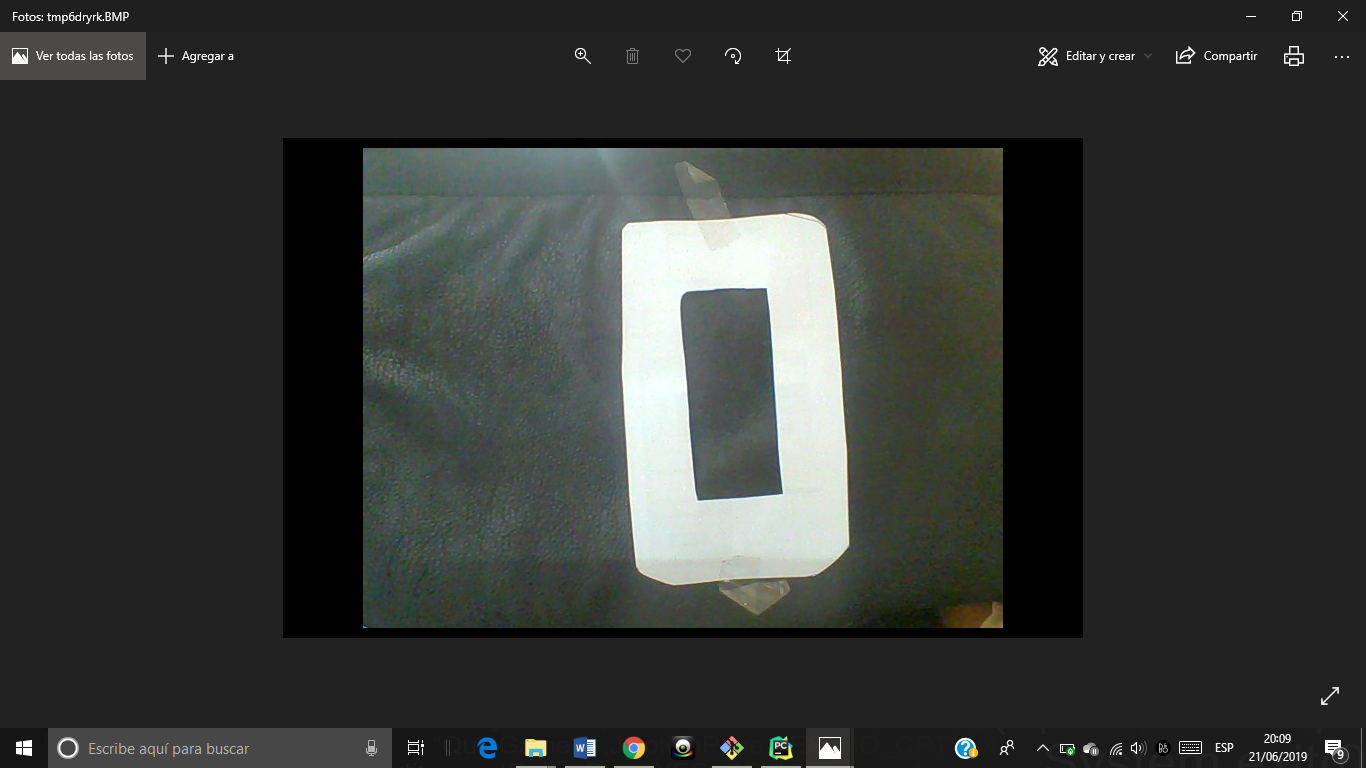 Fotos: tmp6dryrk.BMP
Ver todas las fotos
Agregar a
Editar y crear
Compartir
Escribe aquí para buscar
ESP
20:09
21/06/2019
9